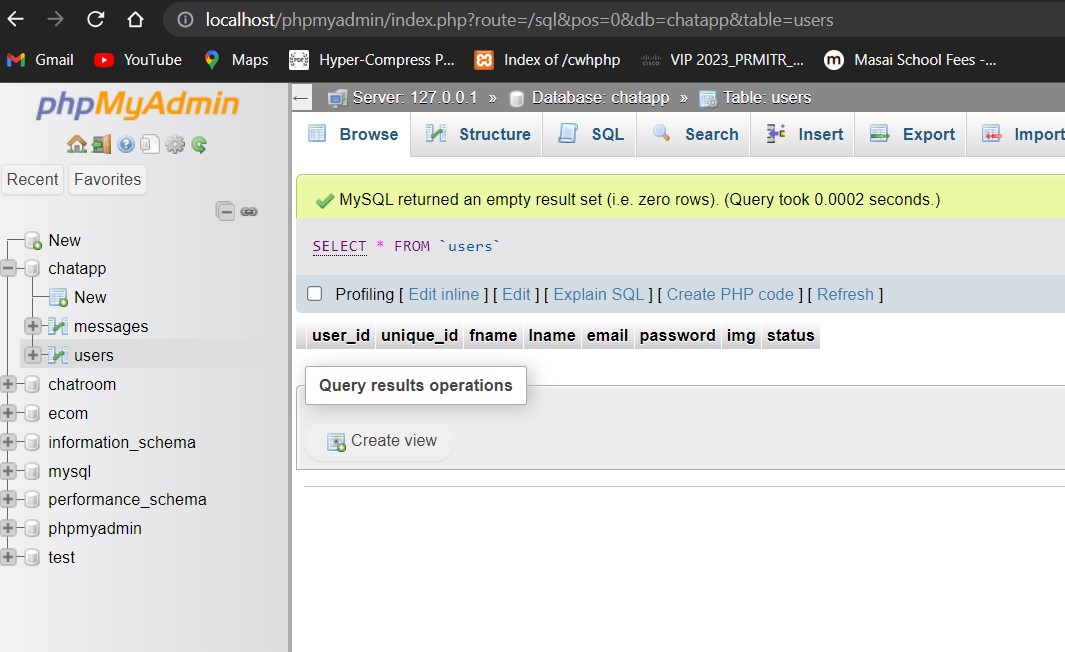 localhost/phpmyadmin/index.php?route=/sql&pos=0&db=chatapp&table=users
Gmail YouTube Maps Hyper-Compress P... Index of /cwhphp VIP 2023_PRMITR_... Masai School Fees -...
phpMyAdmin
Recent Favorites
New
chatapp
New
messages
users
chatroom
ecom
information_schema
mysql
performance_schema
phpmyadmin
test
Server: 127.0.0.1 » Database: chatapp » Table: users
Browse Structure SQL Search Insert Export Import
MySQL returned an empty result set (i.e. zero rows). (Query took 0.0002 seconds.)
SELECT * FROM `users`
Profiling [ Edit inline ] [ Edit ] [ Explain SQL ] [ Create PHP code ] [ Refresh ]
user_id unique_id fname lname email password img status
Query results operations
Create view